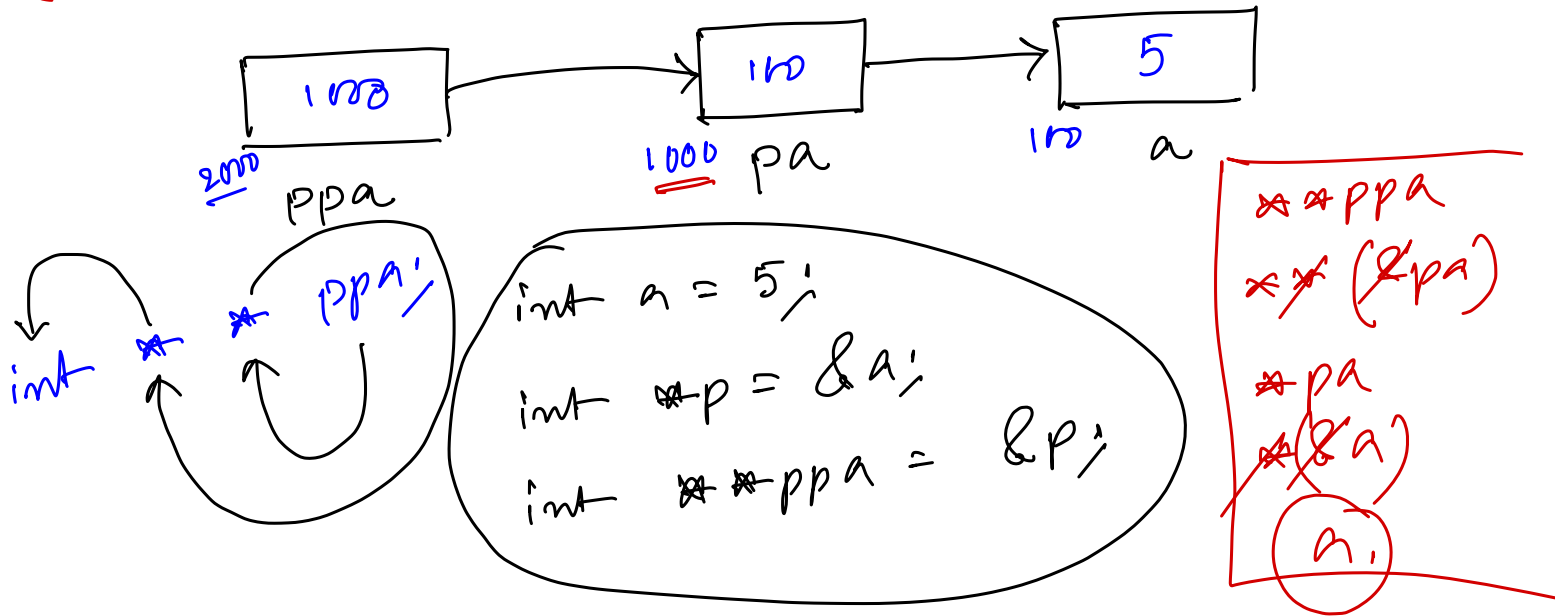 1000 100 5
2000 1000 100
ppa pa a
int * * ppa;
int a = 5;
int *p = &a;
int **ppa = &p;
**ppa
** (&pa)
*pa
*(&a)
a.